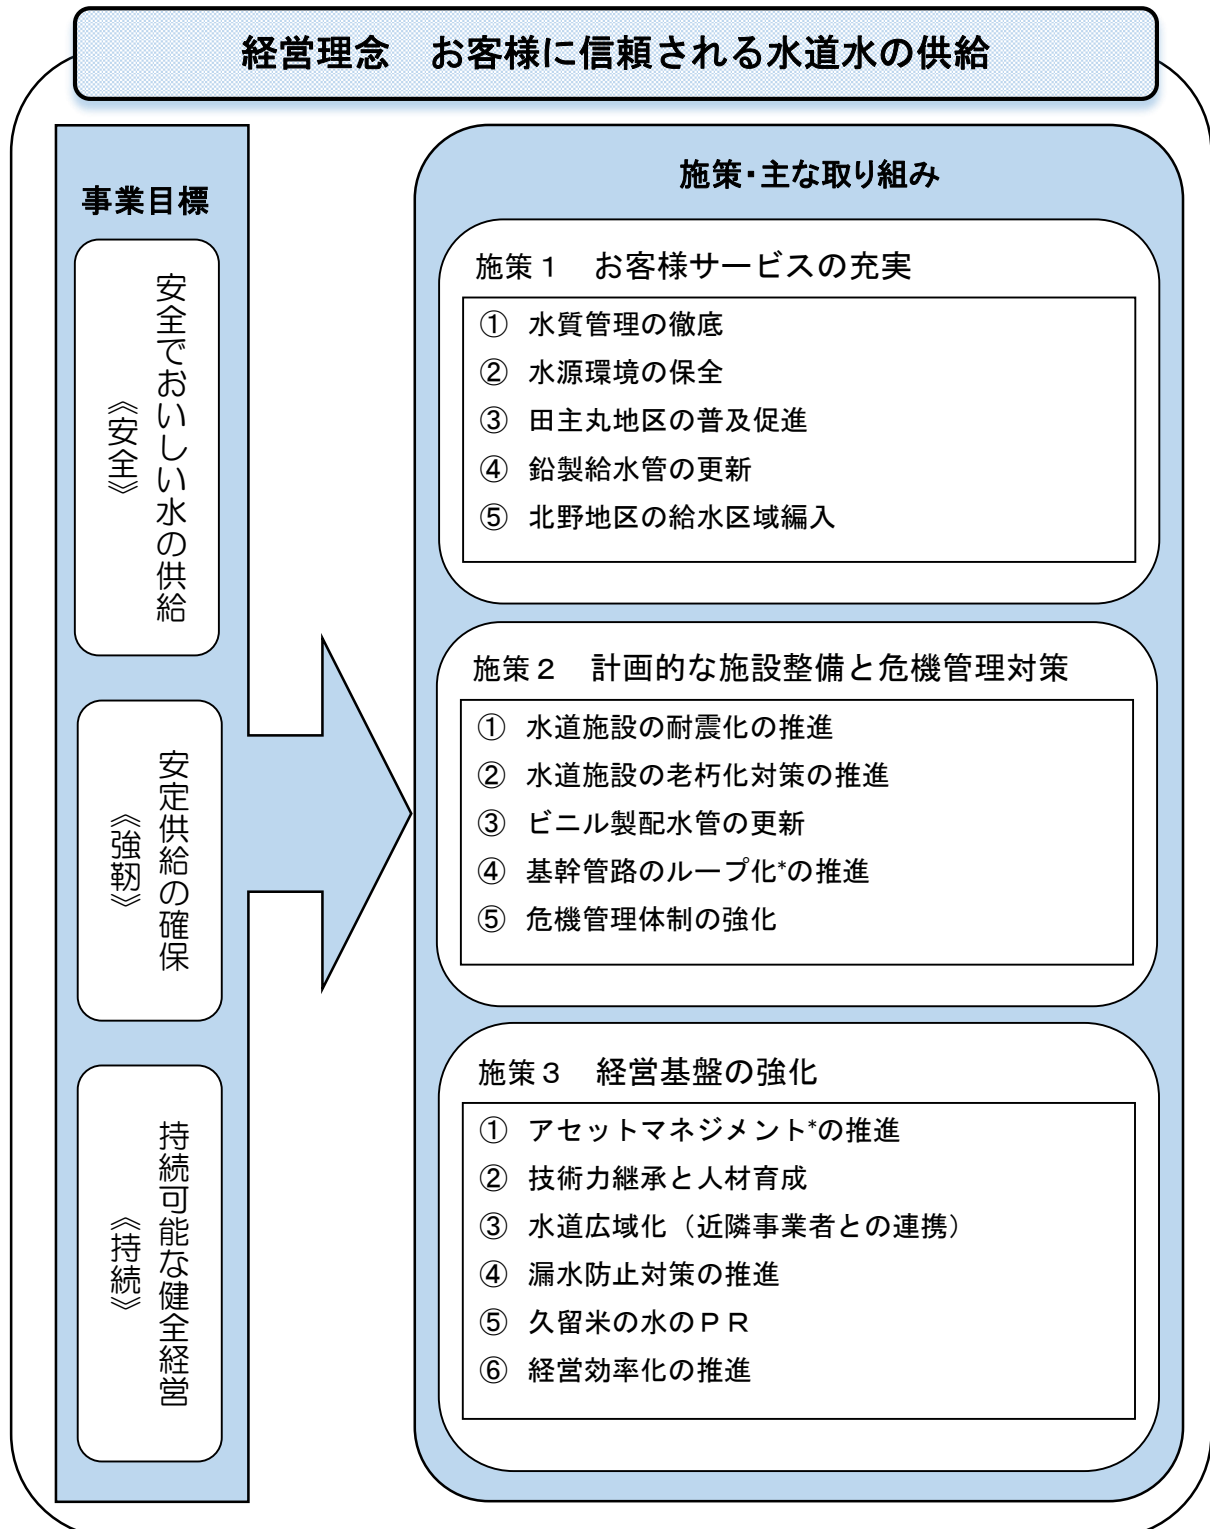 経営理念　お客様に信頼される水道水の供給
事業目標
安全でおいしい水の供給
《安全》
安定供給の確保
《強靭》
持続可能な健全経営
《持続》
施策・主な取り組み
施策１　お客様サービスの充実
① 水質管理の徹底
② 水源環境の保全
③ 田主丸地区の普及促進
④ 鉛製給水管の更新
⑤ 北野地区の給水区域編入
施策２　計画的な施設整備と危機管理対策
① 水道施設の耐震化の推進
② 水道施設の老朽化対策の推進
③ ビニル製配水管の更新
④ 基幹管路のループ化*の推進
⑤ 危機管理体制の強化
施策３　経営基盤の強化
① アセットマネジメント*の推進
② 技術力継承と人材育成
③ 水道広域化（近隣事業者との連携）
④ 漏水防止対策の推進
⑤ 久留米の水のＰＲ
⑥ 経営効率化の推進